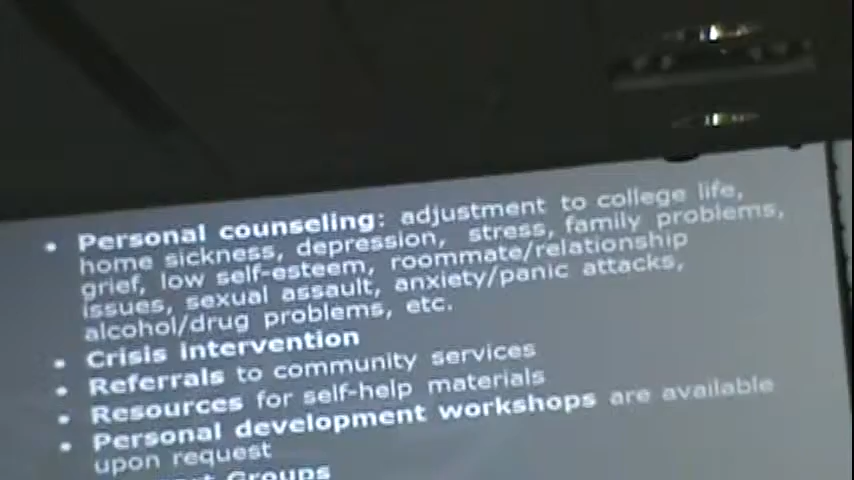 • Personal counseling: adjustment to college life,
home sickness, depression, stress, family problems,
grief, low self-esteem, roommate/relationship
issues, sexual assault, anxiety/panic attacks,
alcohol/drug problems, etc.
• Crisis intervention
• Referrals to community services
• Resources for self-help materials
• Personal development workshops are available
upon request
Groups